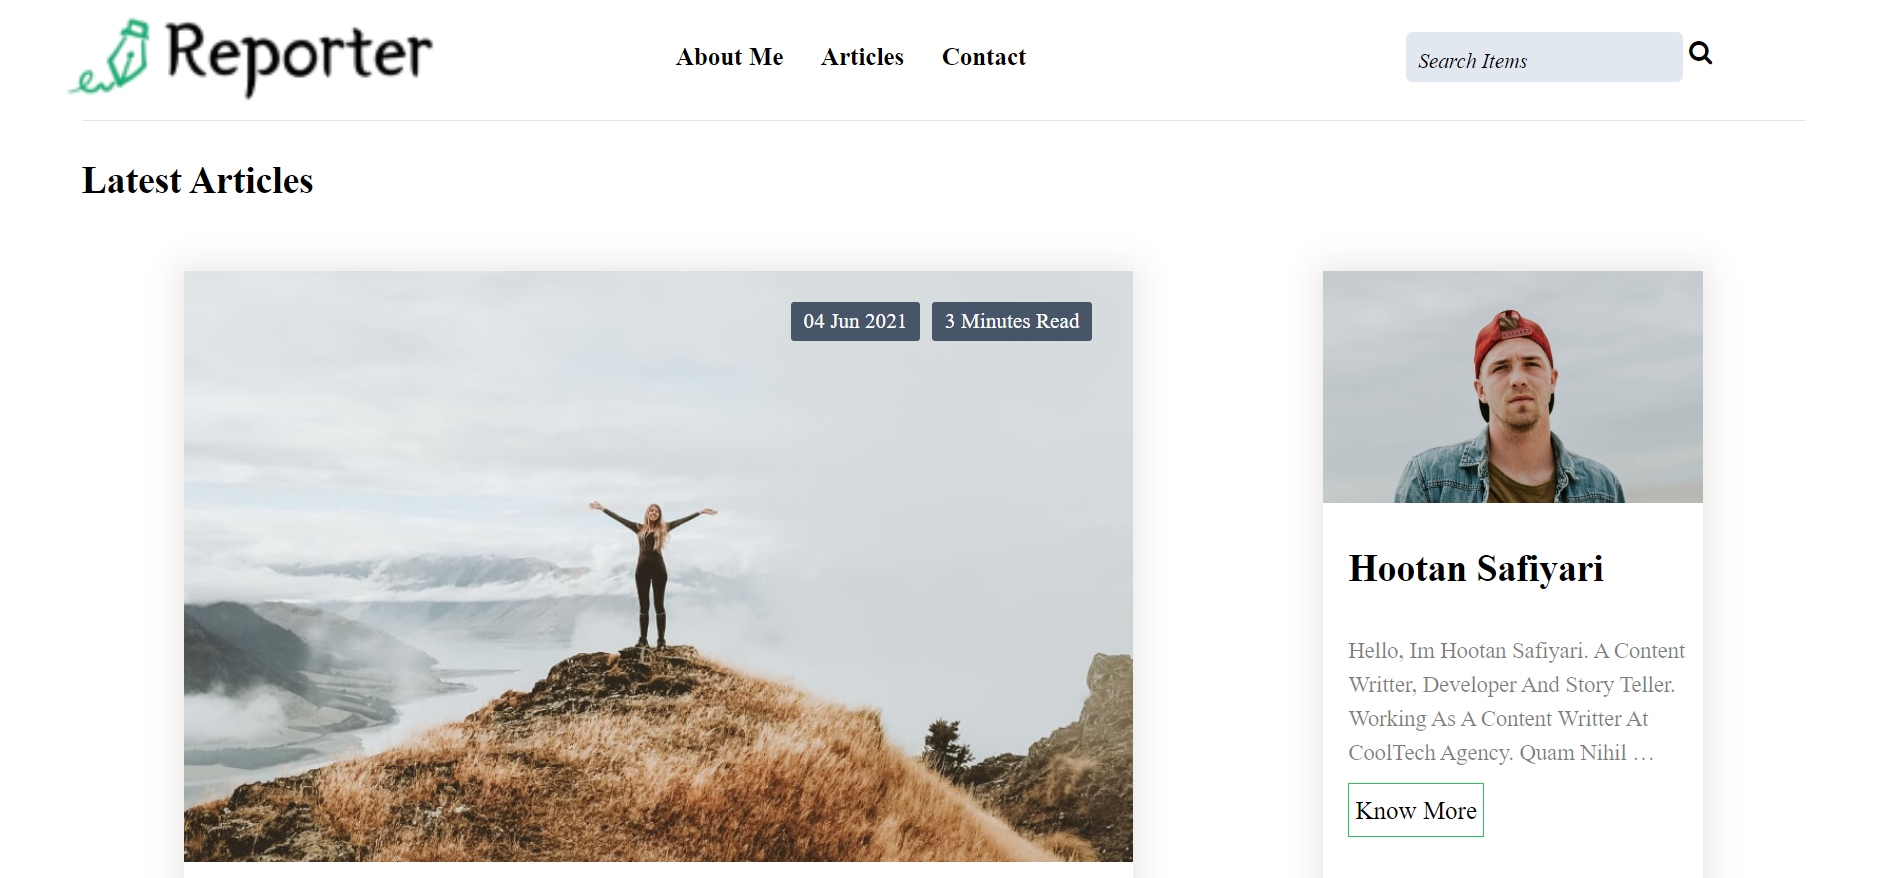 Reporter
About Me
Articles
Contact
Search Items
Latest Articles
04 Jun 2021
3 Minutes Read
Hootan Safiyari
Hello, Im Hootan Safiyari. A Content
Writter, Developer And Story Teller.
Working As A Content Writter At
CoolTech Agency. Quam Nihil …
Know More